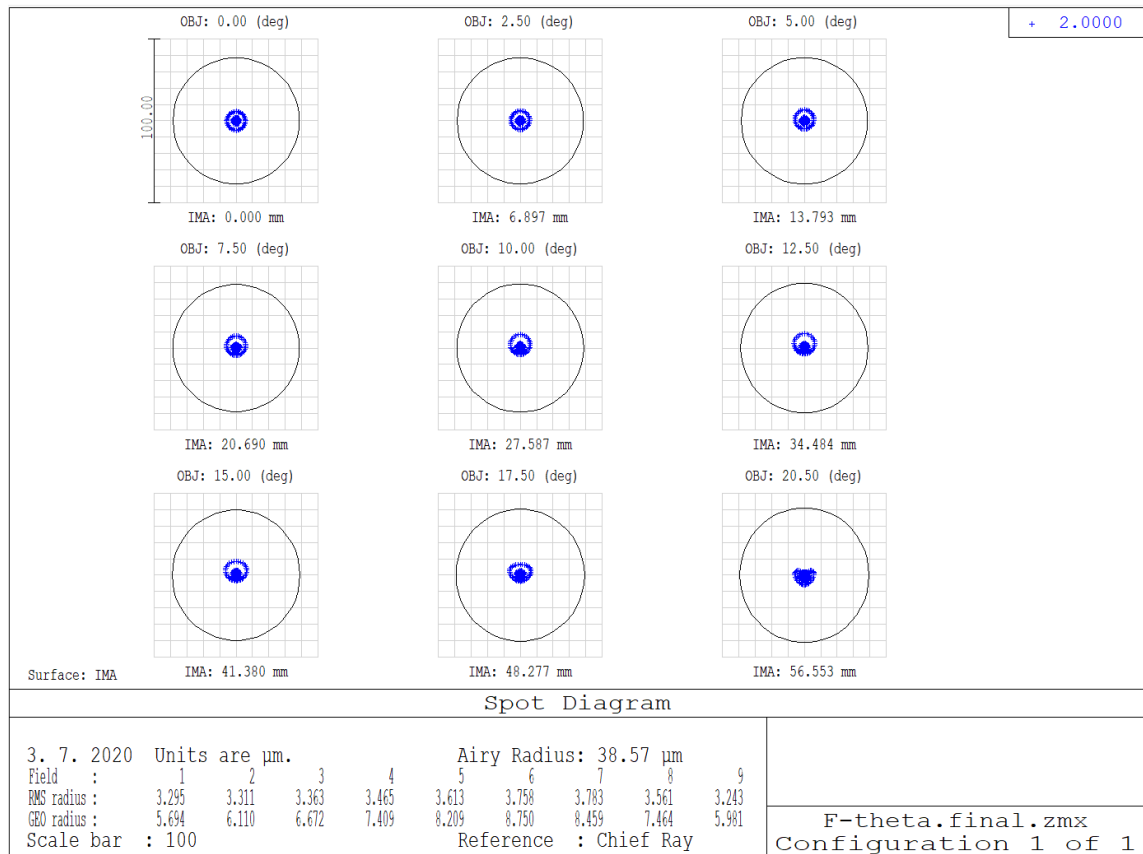 OBJ: 0.00 (deg) OBJ: 2.50 (deg) OBJ: 5.00 (deg)
+ 2.0000
100.00
IMA: 0.000 mm IMA: 6.897 mm IMA: 13.793 mm
OBJ: 7.50 (deg) OBJ: 10.00 (deg) OBJ: 12.50 (deg)
IMA: 20.690 mm IMA: 27.587 mm IMA: 34.484 mm
OBJ: 15.00 (deg) OBJ: 17.50 (deg) OBJ: 20.50 (deg)
IMA: 41.380 mm IMA: 48.277 mm IMA: 56.553 mm
Surface: IMA
Spot Diagram
3. 7. 2020 Units are µm. Airy Radius: 38.57 µm
Field : 1 2 3 4 5 6 7 8 9
RMS radius : 3.295 3.311 3.363 3.465 3.613 3.758 3.783 3.561 3.243
GEO radius : 5.694 6.110 6.672 7.409 8.209 8.750 8.459 7.464 5.981
Scale bar : 100 Reference : Chief Ray
F-theta.final.zmx
Configuration 1 of 1